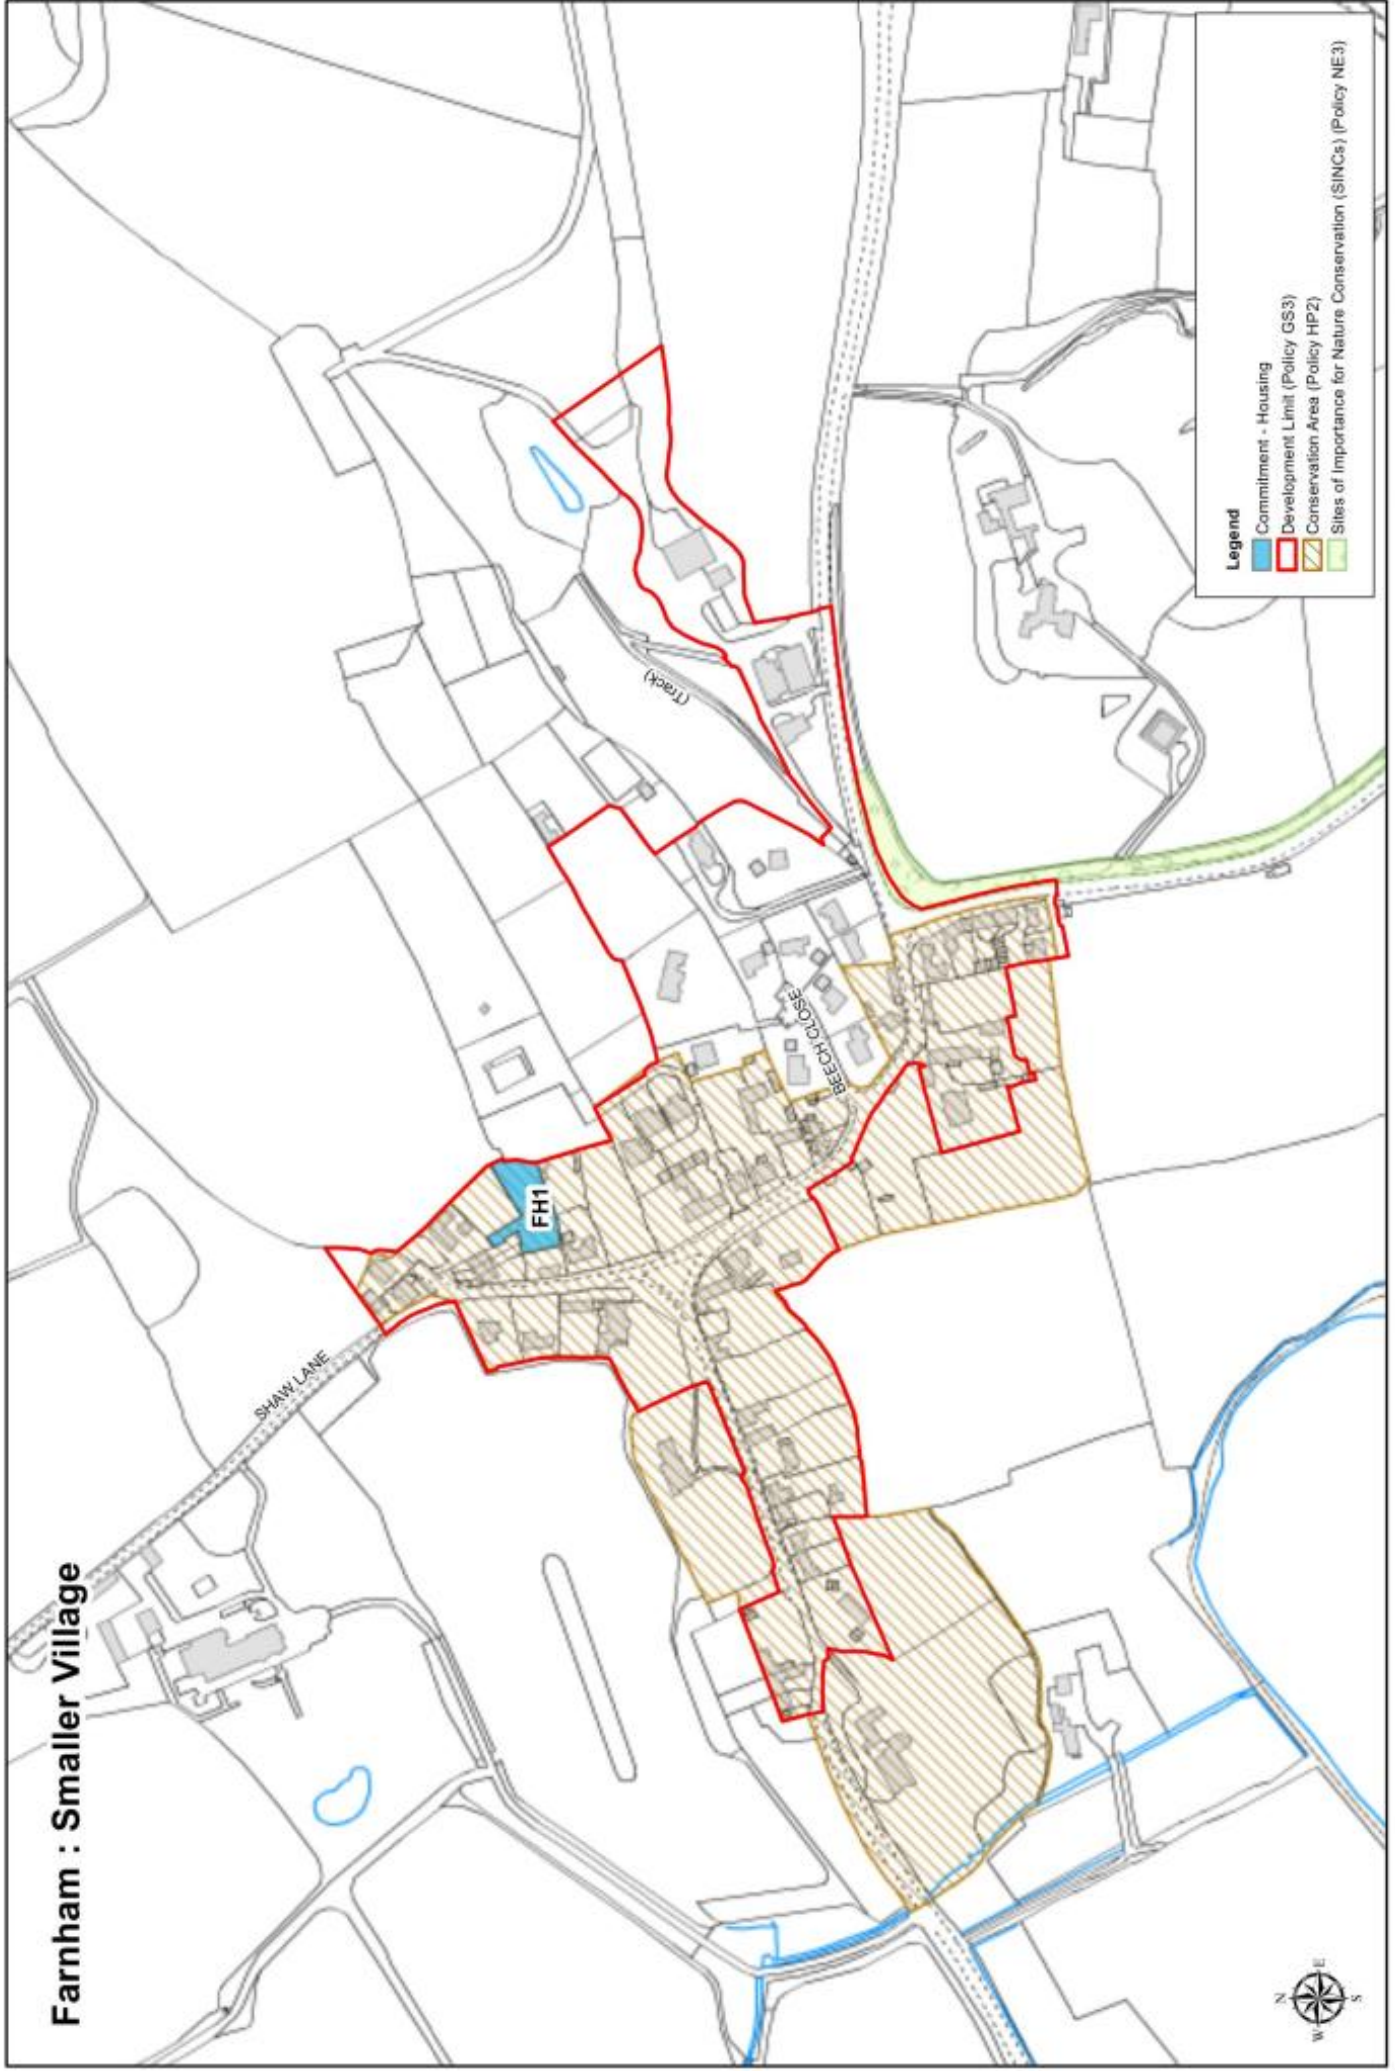 Farnham : Smaller Village
SHAW LANE
FH1
(Track)
BEECH CLOSE
Legend
Commitment - Housing
Development Limit (Policy GS3)
Conservation Area (Policy HP2)
Sites of Importance for Nature Conservation (SINCs) (Policy NE3)
N
W
E
S